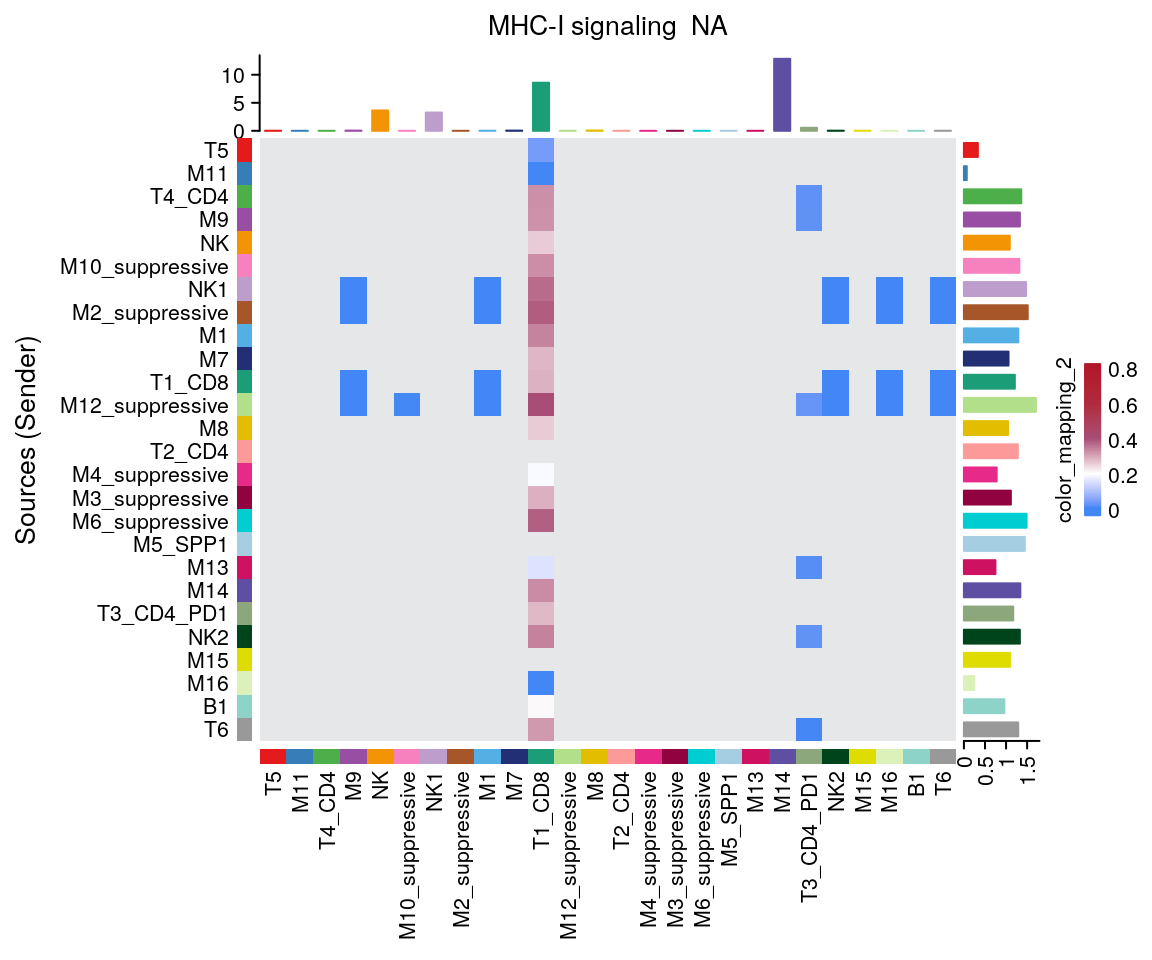 MHC-I signaling  NA
10
5
0
T5
M11
T4_CD4
M9
NK
M10_suppressive
NK1
M2_suppressive
M1
M7
T1_CD8
M12_suppressive
M8
T2_CD4
M4_suppressive
M3_suppressive
M6_suppressive
M5_SPP1
M13
M14
T3_CD4_PD1
NK2
M15
M16
B1
T6
Sources (Sender)
T5
M11
T4_CD4
M9
NK
M10_suppressive
NK1
M2_suppressive
M1
M7
T1_CD8
M12_suppressive
M8
T2_CD4
M4_suppressive
M3_suppressive
M6_suppressive
M5_SPP1
M13
M14
T3_CD4_PD1
NK2
M15
M16
B1
T6
0
0.5
1
1.5
color_mapping_2
0.8
0.6
0.4
0.2
0